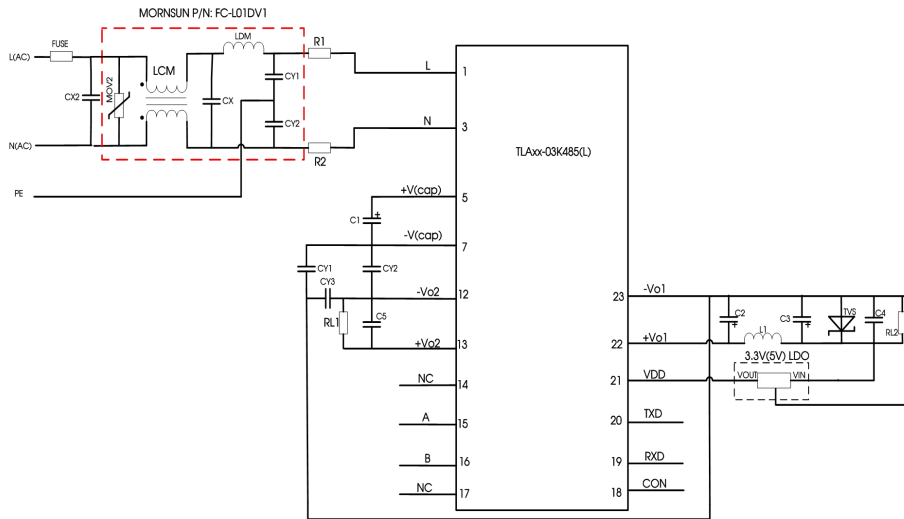 MORNSUN P/N: FC-L01DV1
L(AC)
FUSE
LDM
R1
LCM
MOV2
CX2
CX
CY1
CY2
L
1
N(AC)
N
3
R2
TLAxx-03K485(L)
PE
+V(cap)
5
C1
-V(cap)
7
CY1
CY2
CY3
-Vo2
12
RL1
C5
+Vo2
13
NC
14
A
15
B
16
NC
17
23
-Vo1
C2
C3
TVS
C4
RL2
22
+Vo1
L1
3.3V(5V) LDO
21
VDD
VOUT
VIN
20
TXD
19
RXD
18
CON